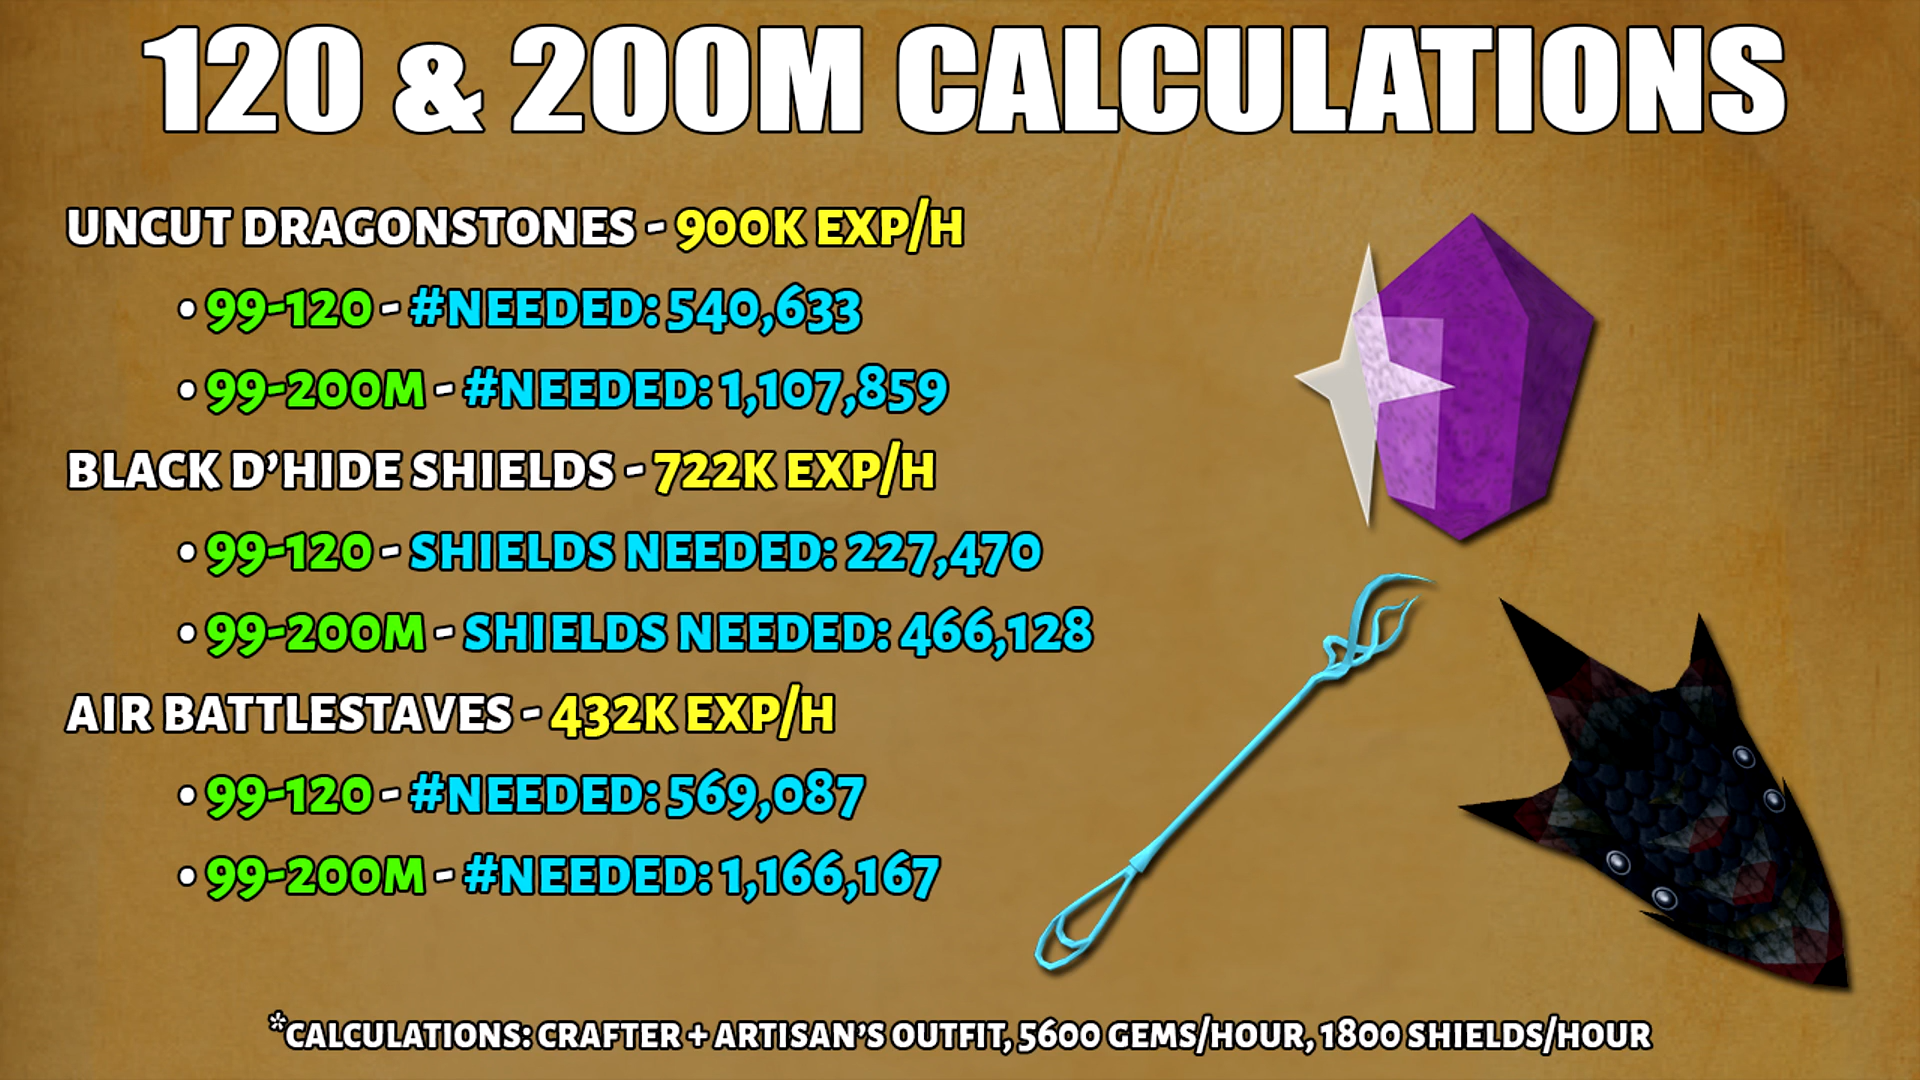 120 & 200M CALCULATIONS
UNCUT DRAGONSTONES - 900K EXP/H
• 99-120 - #NEEDED: 540,633
• 99-200M - #NEEDED: 1,107,859
BLACK D'HIDE SHIELDS - 722K EXP/H
• 99-120 - SHIELDS NEEDED: 227,470
• 99-200M - SHIELDS NEEDED: 466,128
AIR BATTLESTAVES - 432K EXP/H
• 99-120 - #NEEDED: 569,087
• 99-200M - #NEEDED: 1,166,167
*CALCULATIONS: CRAFTER + ARTISAN'S OUTFIT, 5600 GEMS/HOUR, 1800 SHIELDS/HOUR